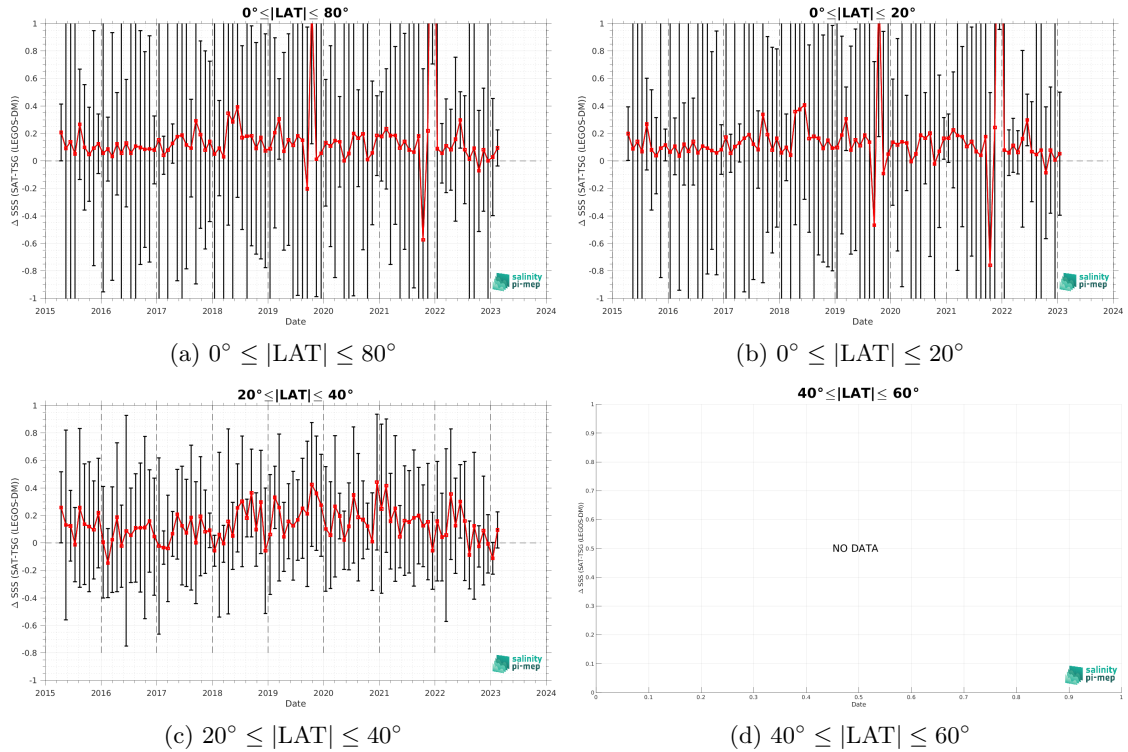 0°≤|LAT|≤ 80°
Δ SSS (SAT-TSG (LEGOS-DM))
1
0.8
0.6
0.4
0.2
0
-0.2
-0.4
-0.6
-0.8
-1
2015 2016 2017 2018 2019 2020 2021 2022 2023 2024
Date
salinity
pi-mep
(a) 0° ≤ |LAT| ≤ 80°
0°≤|LAT|≤ 20°
Δ SSS (SAT-TSG (LEGOS-DM))
1
0.8
0.6
0.4
0.2
0
-0.2
-0.4
-0.6
-0.8
-1
2015 2016 2017 2018 2019 2020 2021 2022 2023 2024
Date
salinity
pi-mep
(b) 0° ≤ |LAT| ≤ 20°
20°≤|LAT|≤ 40°
Δ SSS (SAT-TSG (LEGOS-DM))
1
0.8
0.6
0.4
0.2
0
-0.2
-0.4
-0.6
-0.8
-1
2015 2016 2017 2018 2019 2020 2021 2022 2023 2024
Date
salinity
pi-mep
(c) 20° ≤ |LAT| ≤ 40°
40°≤|LAT|≤ 60°
Δ SSS (SAT-TSG (LEGOS-DM))
1
0.9
0.8
0.7
0.6
0.5
0.4
0.3
0.2
0.1
0
NO DATA
0 0.1 0.2 0.3 0.4 0.5 0.6 0.7 0.8 0.9 1
Date
salinity
pi-mep
(d) 40° ≤ |LAT| ≤ 60°